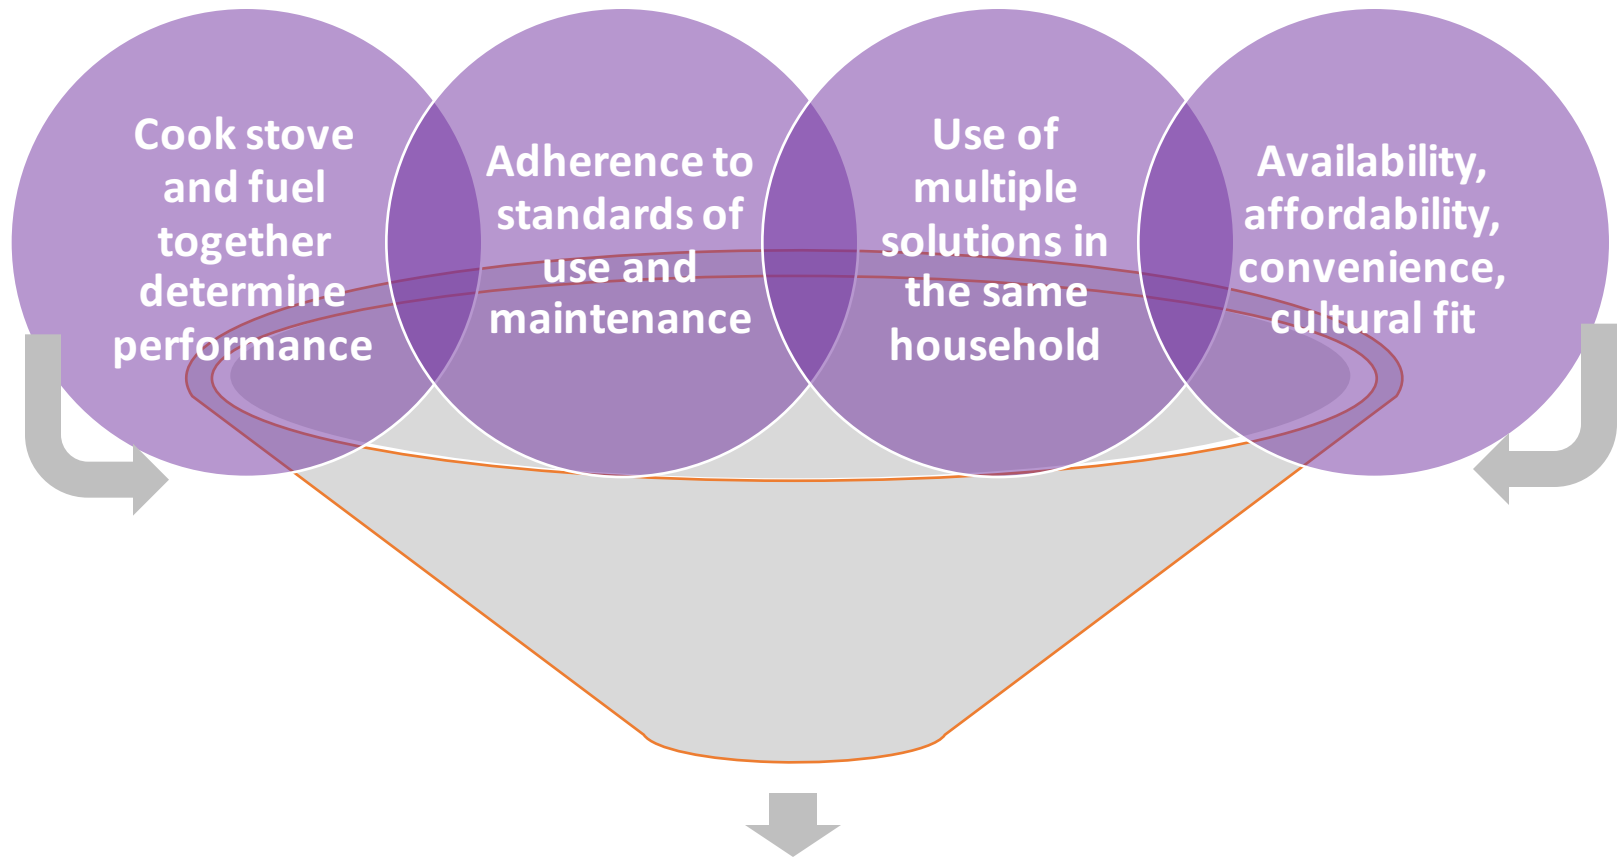 Cook stove
and fuel
together
determine
performance
Adherence to
standards of
use and
maintenance
Use of
multiple
solutions in
the same
household
Availability,
affordability,
convenience,
cultural fit